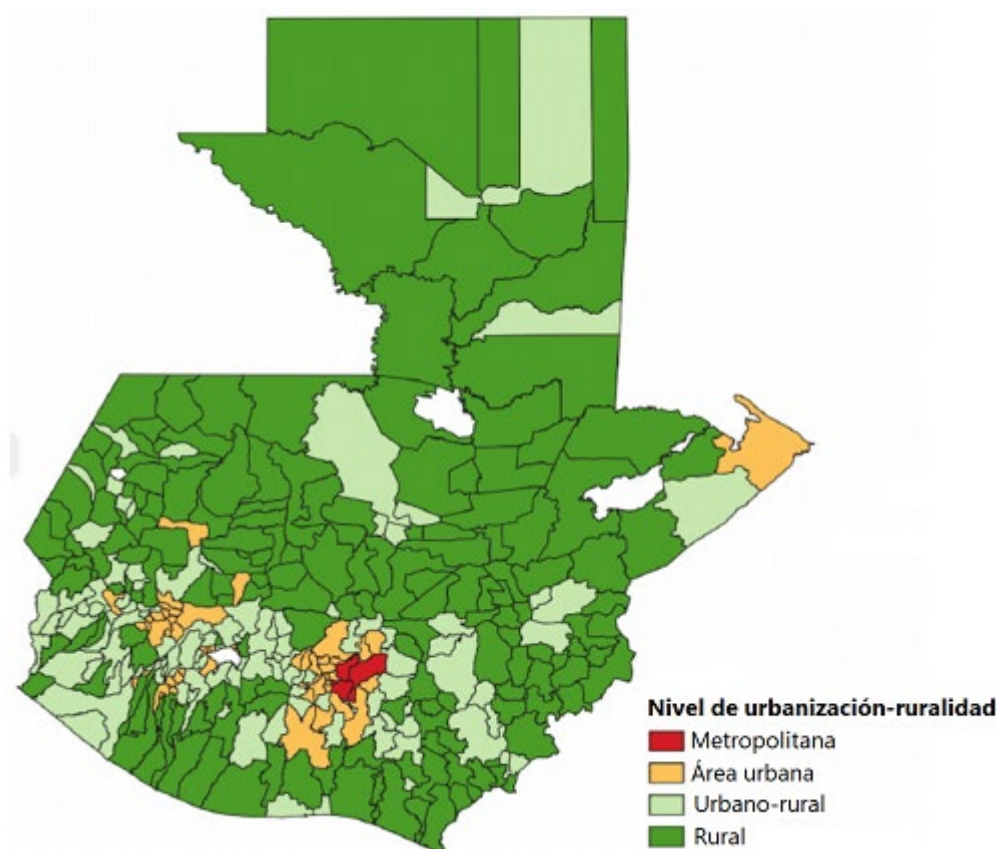 Nivel de urbanización-ruralidad
Metropolitana
Área urbana
Urbano-rural
Rural